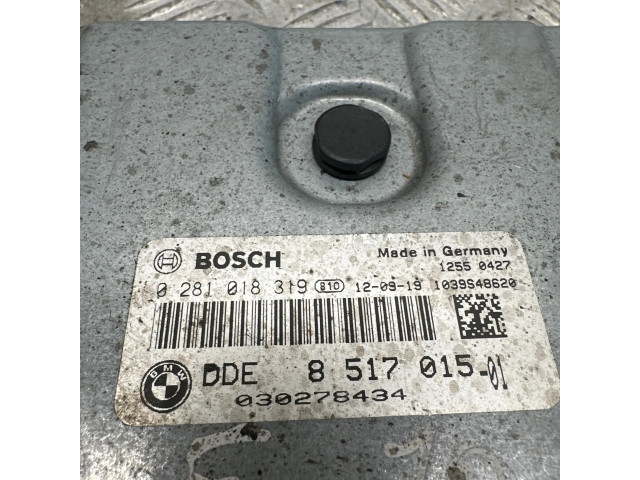 BOSCH
Made in Germany
1255 0427
0 281 018 319 810 12-09-19 1039S48620
BMW
DDE 8 517 015-01
030278434